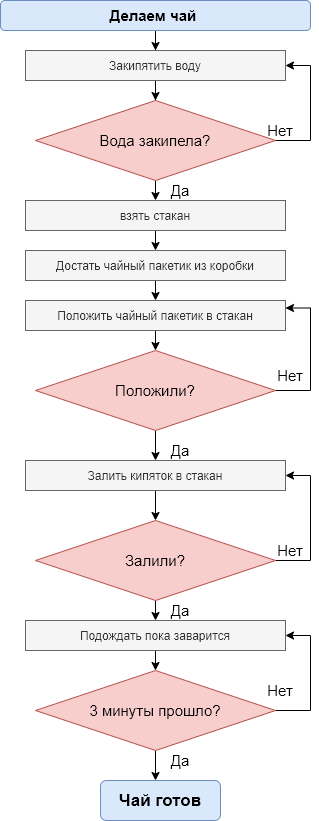 Делаем чай
Закипятить воду
Вода закипела?
Нет
Да
взять стакан
Достать чайный пакетик из коробки
Положить чайный пакетик в стакан
Положили?
Нет
Да
Залить кипяток в стакан
Залили?
Нет
Да
Подождать пока заварится
3 минуты прошло?
Нет
Да
Чай готов